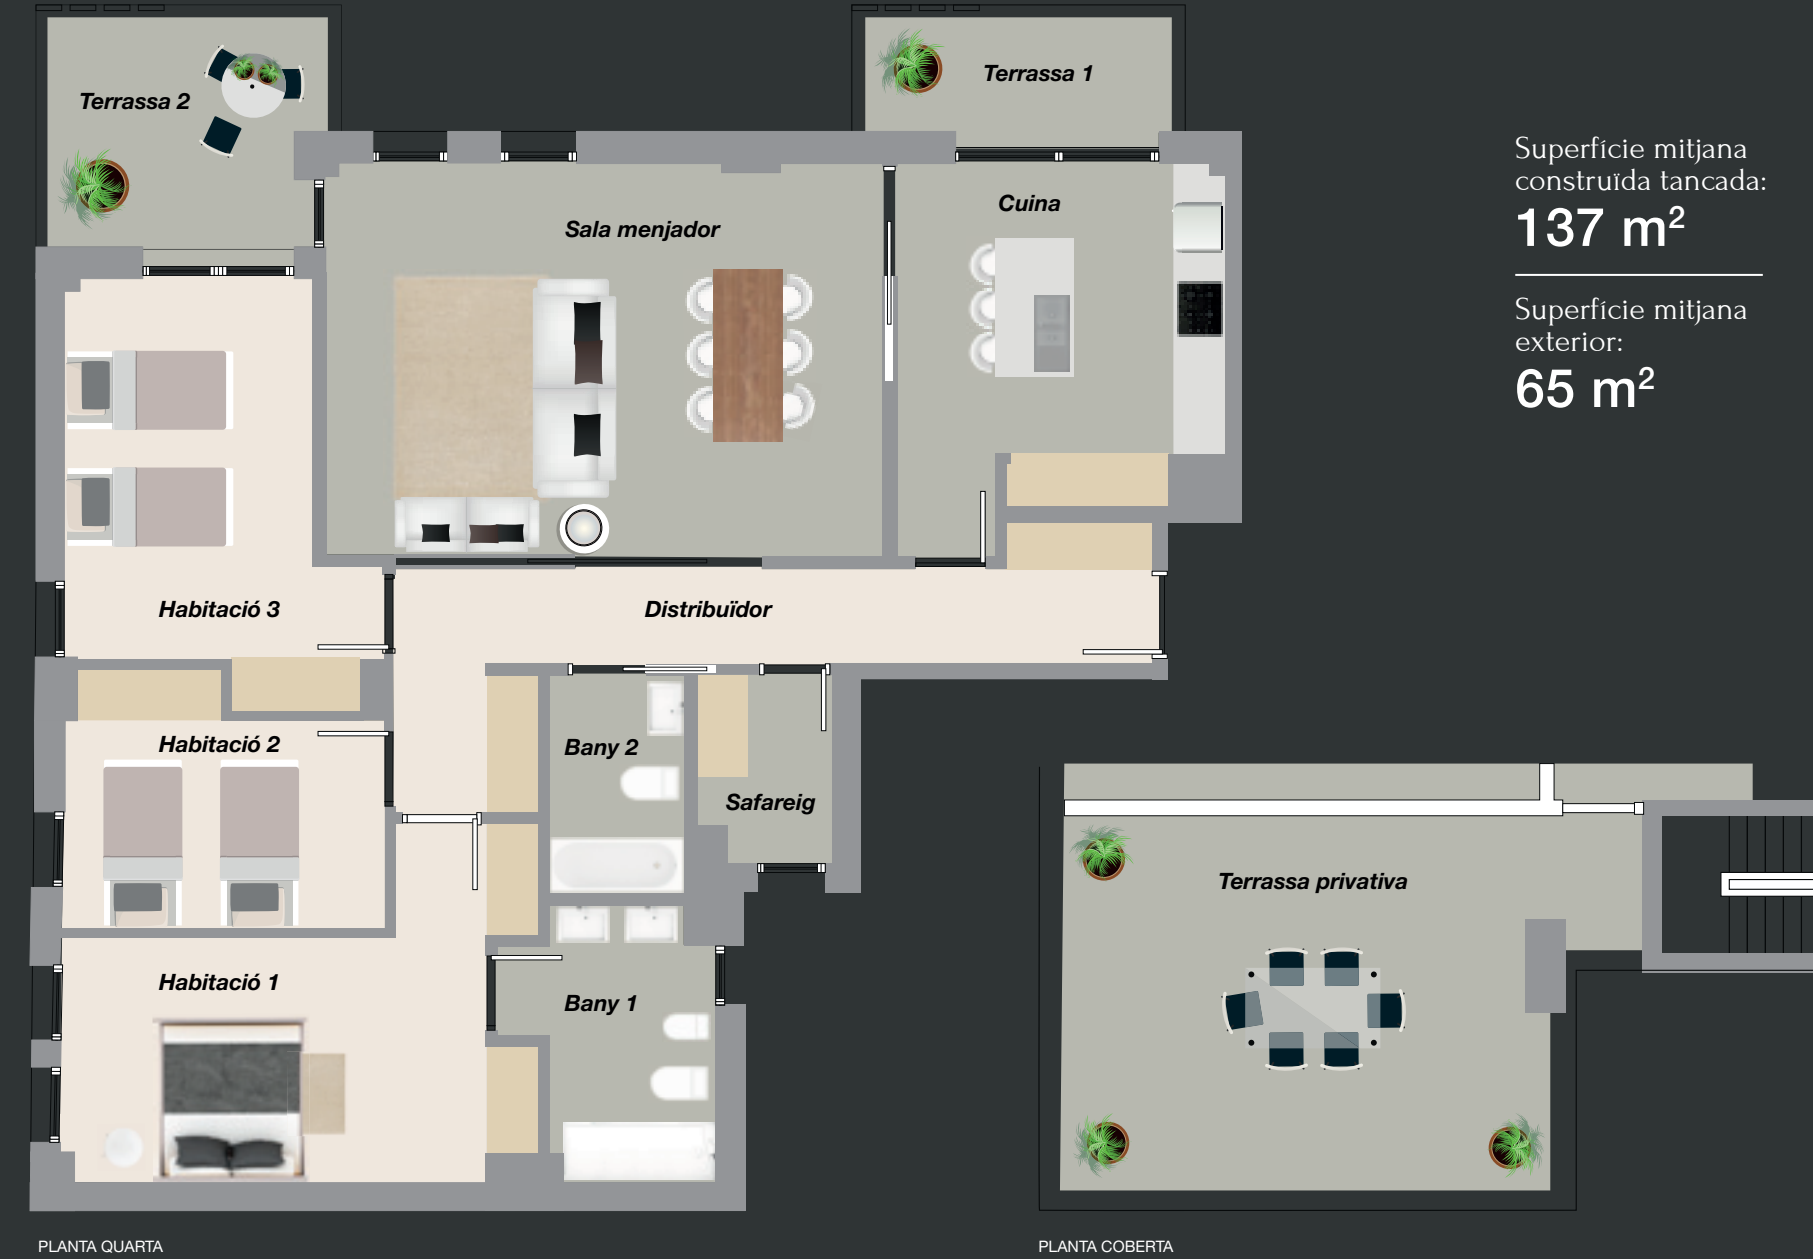 Terrassa 2
Terrassa 1
Sala menjador
Cuina
Superfície mitjana
construïda tancada:
137 m²
Superfície mitjana
exterior:
65 m²
Habitació 3
Distribuïdor
Habitació 2
Bany 2
Safareig
Habitació 1
Bany 1
Terrassa privativa
PLANTA QUARTA
PLANTA COBERTA